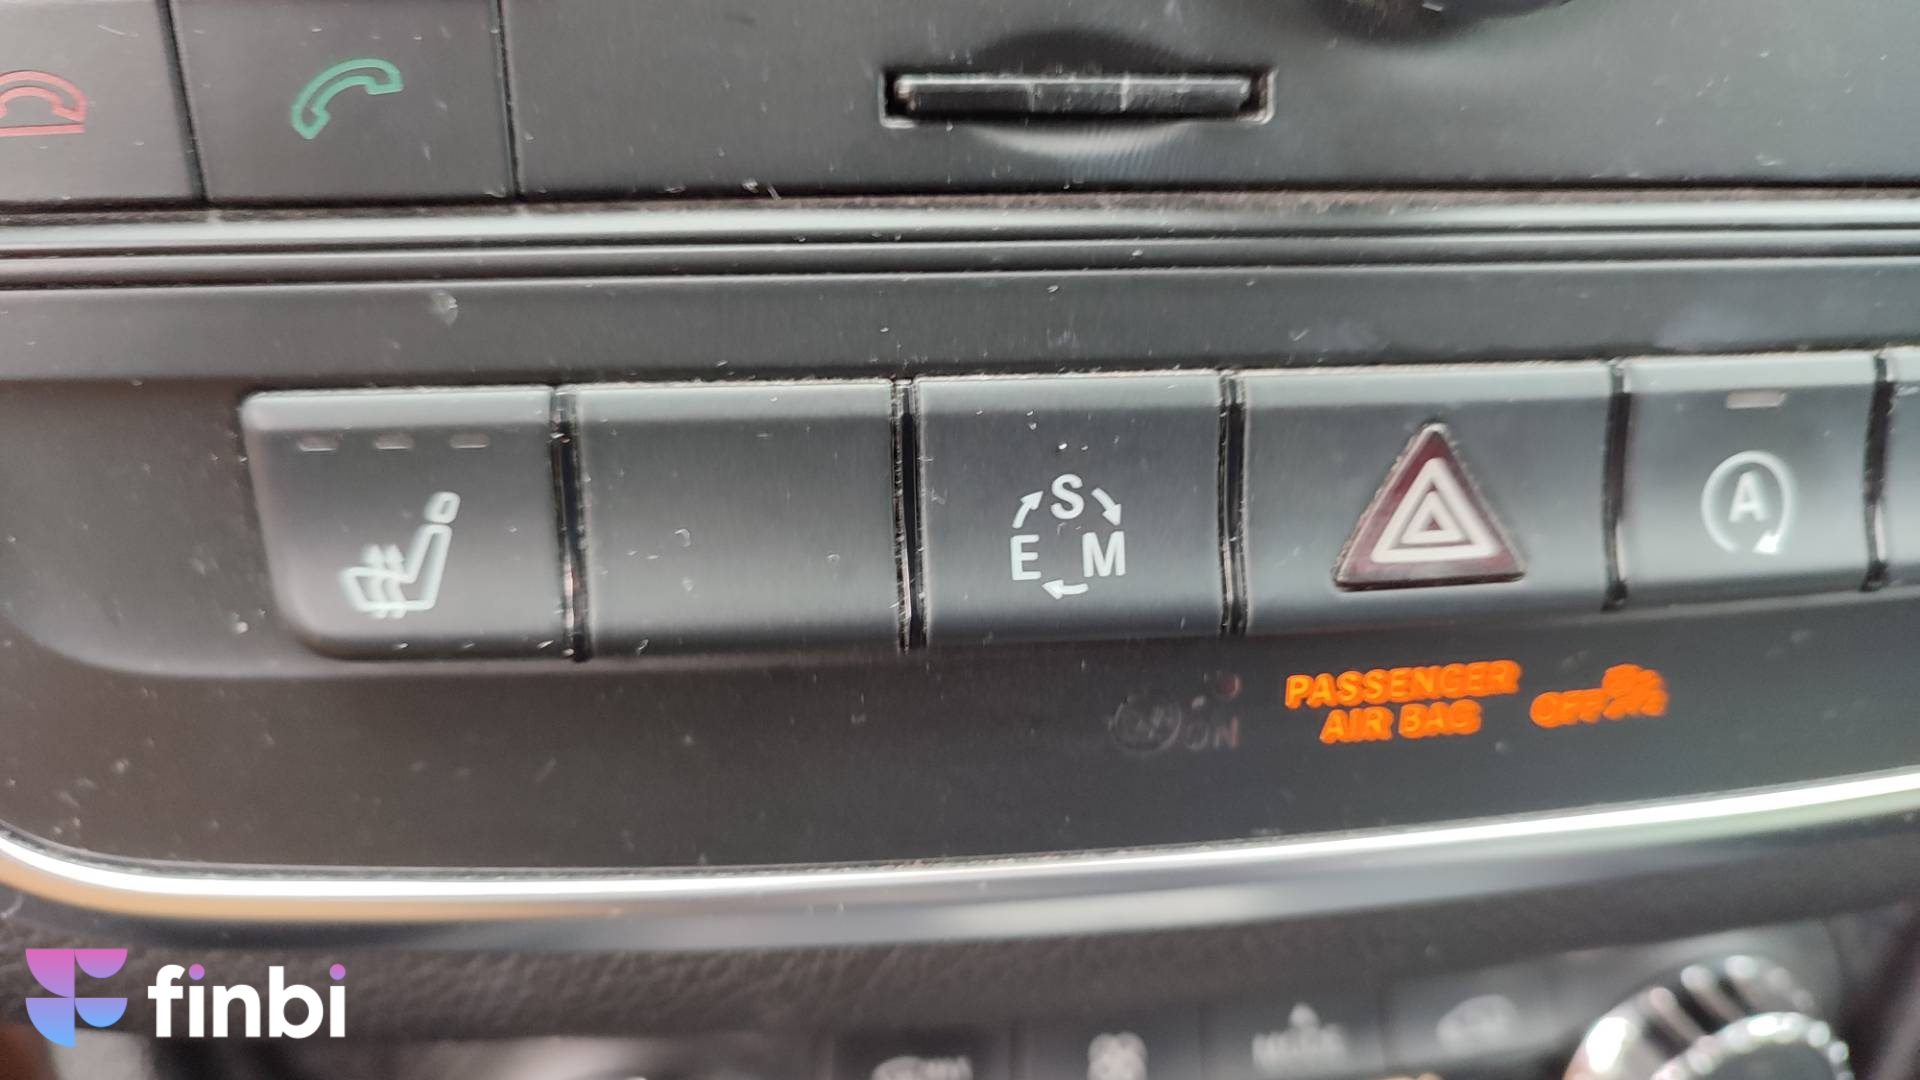 S
E M
A
PASSENGER
AIR BAG OFF
ON
finbi